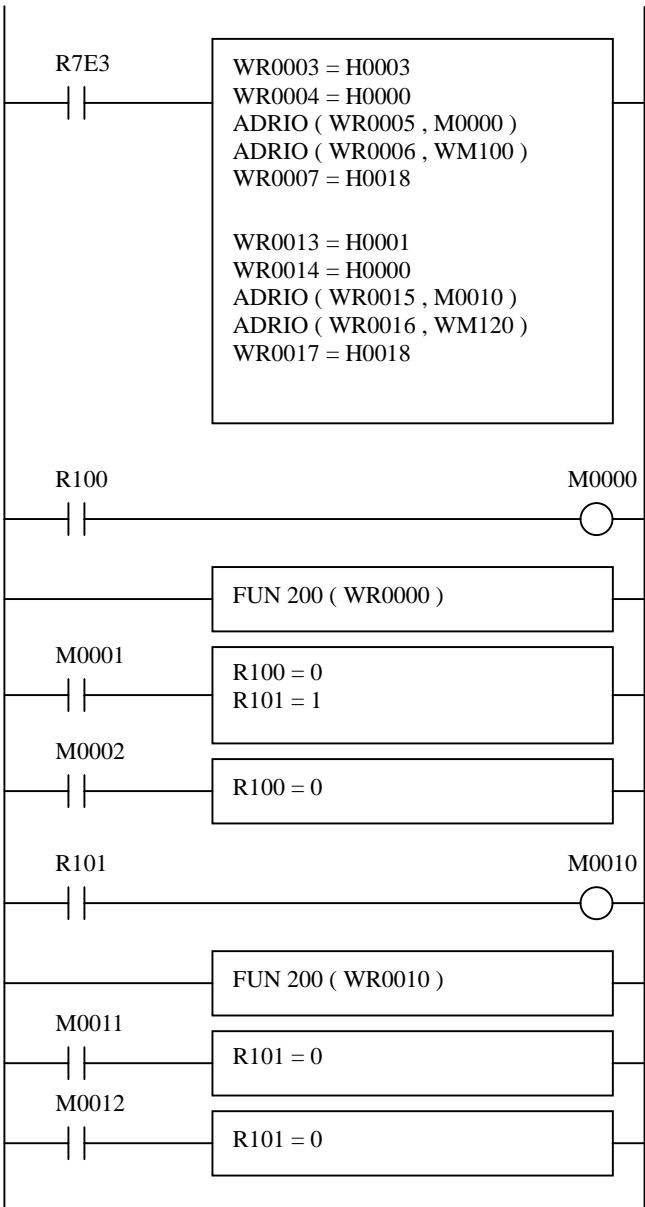 R7E3
WR0003 = H0003
WR0004 = H0000
ADRIO ( WR0005 , M0000 )
ADRIO ( WR0006 , WM100 )
WR0007 = H0018
WR0013 = H0001
WR0014 = H0000
ADRIO ( WR0015 , M0010 )
ADRIO ( WR0016 , WM120 )
WR0017 = H0018
R100
M0000
FUN 200 ( WR0000 )
M0001
R100 = 0
R101 = 1
M0002
R100 = 0
R101
M0010
FUN 200 ( WR0010 )
M0011
R101 = 0
M0012
R101 = 0